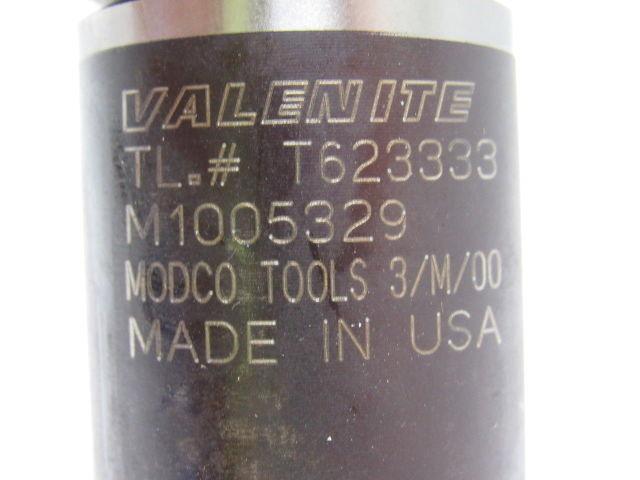 VALENITE
TL.# T623333
M1005329
MODCO TOOLS 3/M/00
MADE IN USA